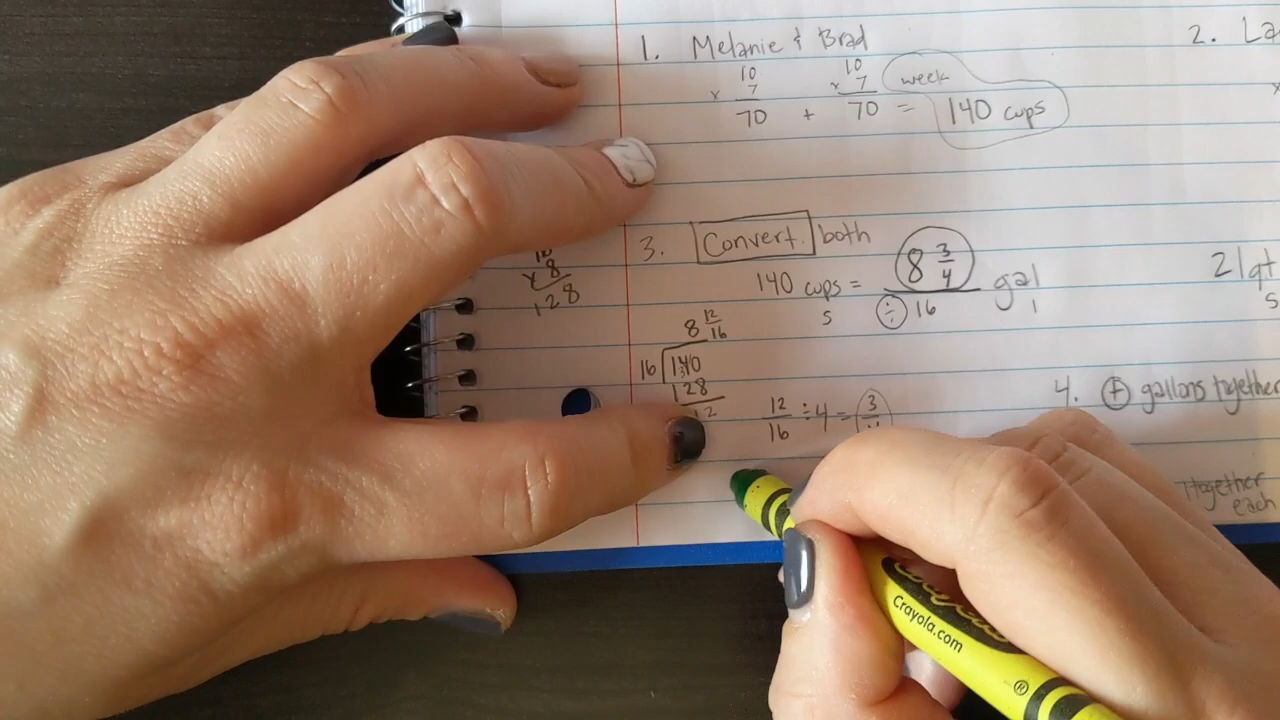 1. Melanie & Brad
2. La
10 10
x 7 x 7 week
70 + 70 = 140 cups
3. Convert both
x 8
128
140 cups = 8 3/4 gal
÷ 16 1
21 qt
8 12/16
16 140
128
12
12/16 ÷ 4 = 3
4. + gallons together
together
each
Crayola.com
®